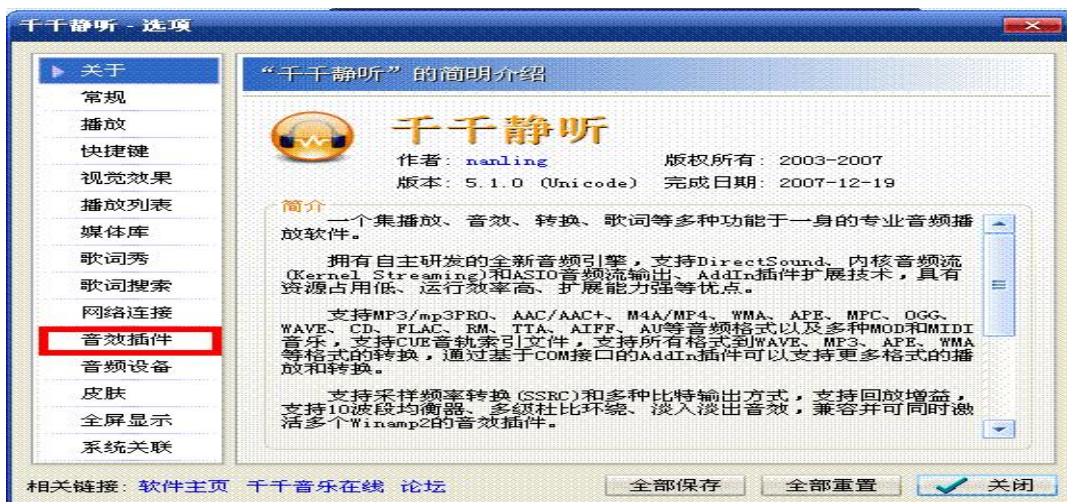 千千静听 - 选项
关于
常规
播放
快捷键
视觉效果
播放列表
媒体库
歌词秀
歌词搜索
网络连接
音效插件
音频设备
皮肤
全屏显示
系统关联
“千千静听”的简明介绍
千千静听
作者: nanling 版权所有: 2003-2007
版本: 5.1.0 (Unicode) 完成日期: 2007-12-19
简介
一个集播放、音效、转换、歌词等多种功能于一身的专业音频播
放软件。
拥有自主研发的全新音频引擎，支持DirectSound、内核音频流
(Kernel Streaming)和ASIO音频流输出、AddIn插件扩展技术，具有
资源占用低、运行效率高、扩展能力强等优点。
支持MP3/mp3PRO、AAC/AAC+、M4A/MP4、WMA、APE、MPC、OGG、
WAVE、CD、FLAC、RM、TTA、AIFF、AU等音频格式以及多种MOD和MIDI
音乐，支持CUE音轨索引文件，支持所有格式到WAVE、MP3、APE、WMA
等格式的转换，通过基于COM接口的AddIn插件可以支持更多格式的播
放和转换。
支持采样频率转换(SSRC)和多种比特输出方式，支持回放增益，
支持10波段均衡器、多级杜比环绕、淡入淡出音效，兼容并可同时激
活多个Winamp2的音效插件。
相关链接: 软件主页 千千音乐在线 论坛 全部保存 全部重置 关闭